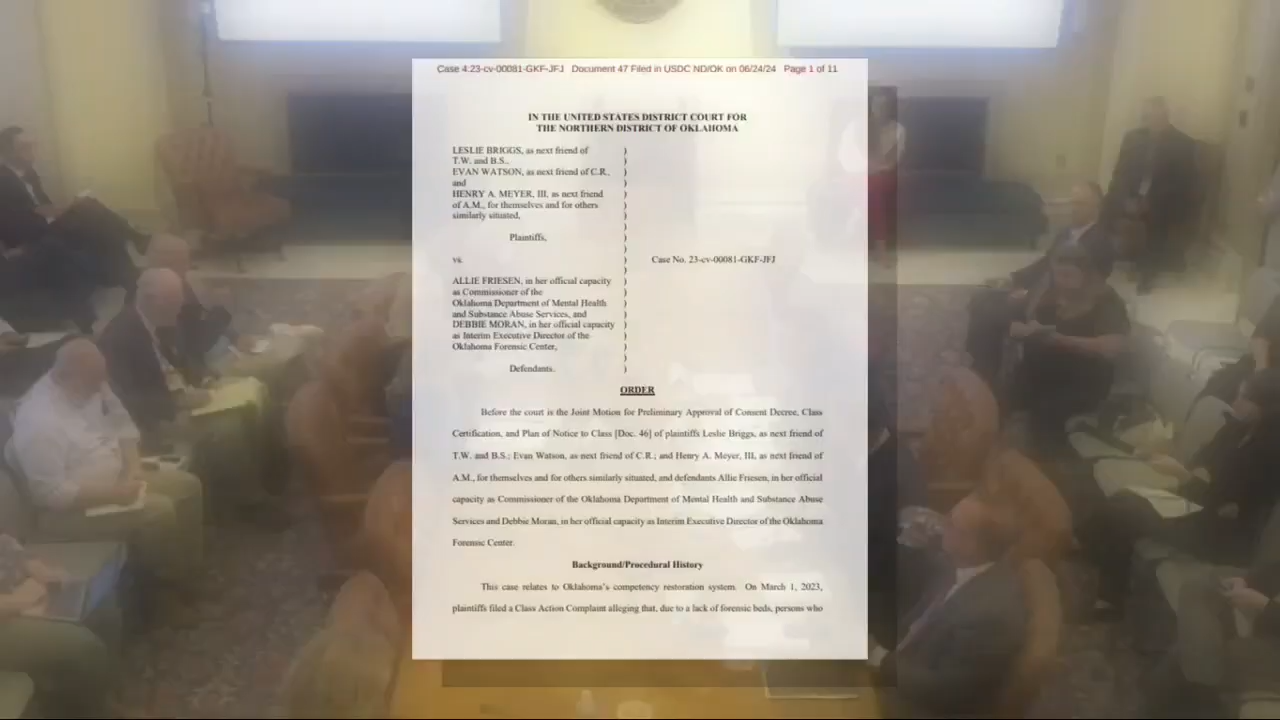 Case 4:23-cv-00081-GKF-JFJ Document 47 Filed in USDC ND/OK on 06/24/24 Page 1 of 11
IN THE UNITED STATES DISTRICT COURT FOR
THE NORTHERN DISTRICT OF OKLAHOMA
LESLIE BRIGGS, as next friend of )
T.W. and B.S., )
EVAN WATSON, as next friend of C.R., )
and )
HENRY A. MEYER, III, as next friend )
of A.M., for themselves and for others )
similarly situated, )
)
Plaintiffs, )
)
vs. ) Case No. 23-cv-00081-GKF-JFJ
)
ALLIE FRIESEN, in her official capacity )
as Commissioner of the )
Oklahoma Department of Mental Health )
and Substance Abuse Services, and )
DEBBIE MORAN, in her official capacity )
as Interim Executive Director of the )
Oklahoma Forensic Center, )
)
Defendants. )
ORDER
Before the court is the Joint Motion for Preliminary Approval of Consent Decree, Class
Certification, and Plan of Notice to Class [Doc. 46] of plaintiffs Leslie Briggs, as next friend of
T.W. and B.S.; Evan Watson, as next friend of C.R.; and Henry A. Meyer, III, as next friend of
A.M., for themselves and for others similarly situated, and defendants Allie Friesen, in her official
capacity as Commissioner of the Oklahoma Department of Mental Health and Substance Abuse
Services and Debbie Moran, in her official capacity as Interim Executive Director of the Oklahoma
Forensic Center.
Background/Procedural History
This case relates to Oklahoma's competency restoration system. On March 1, 2023,
plaintiffs filed a Class Action Complaint alleging that, due to a lack of forensic beds, persons who